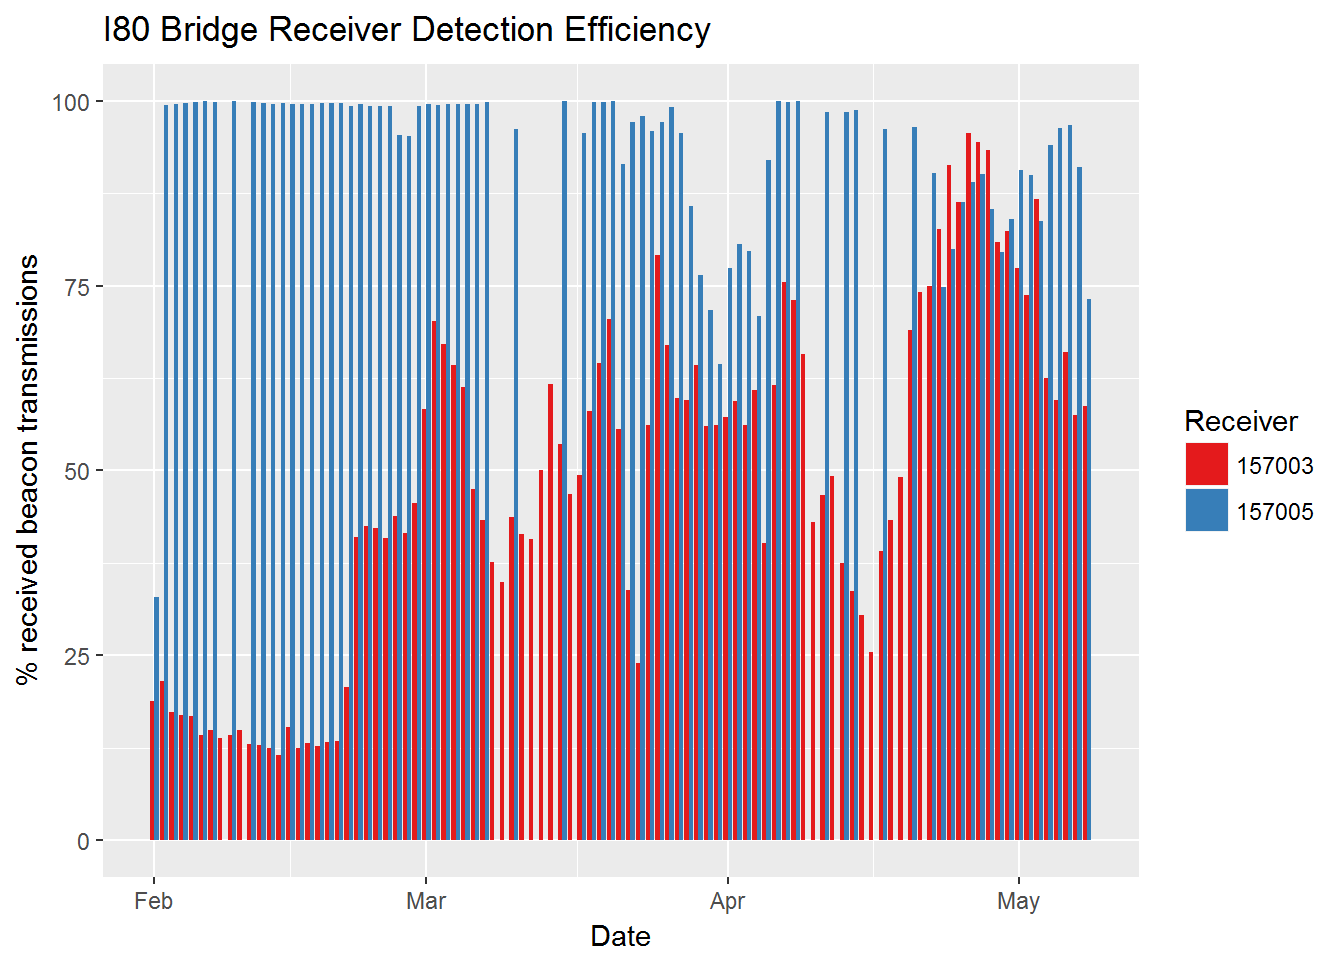 I80 Bridge Receiver Detection Efficiency
% received beacon transmissions
100
75
50
25
0
Feb
Mar
Apr
May
Date
Receiver
157003
157005